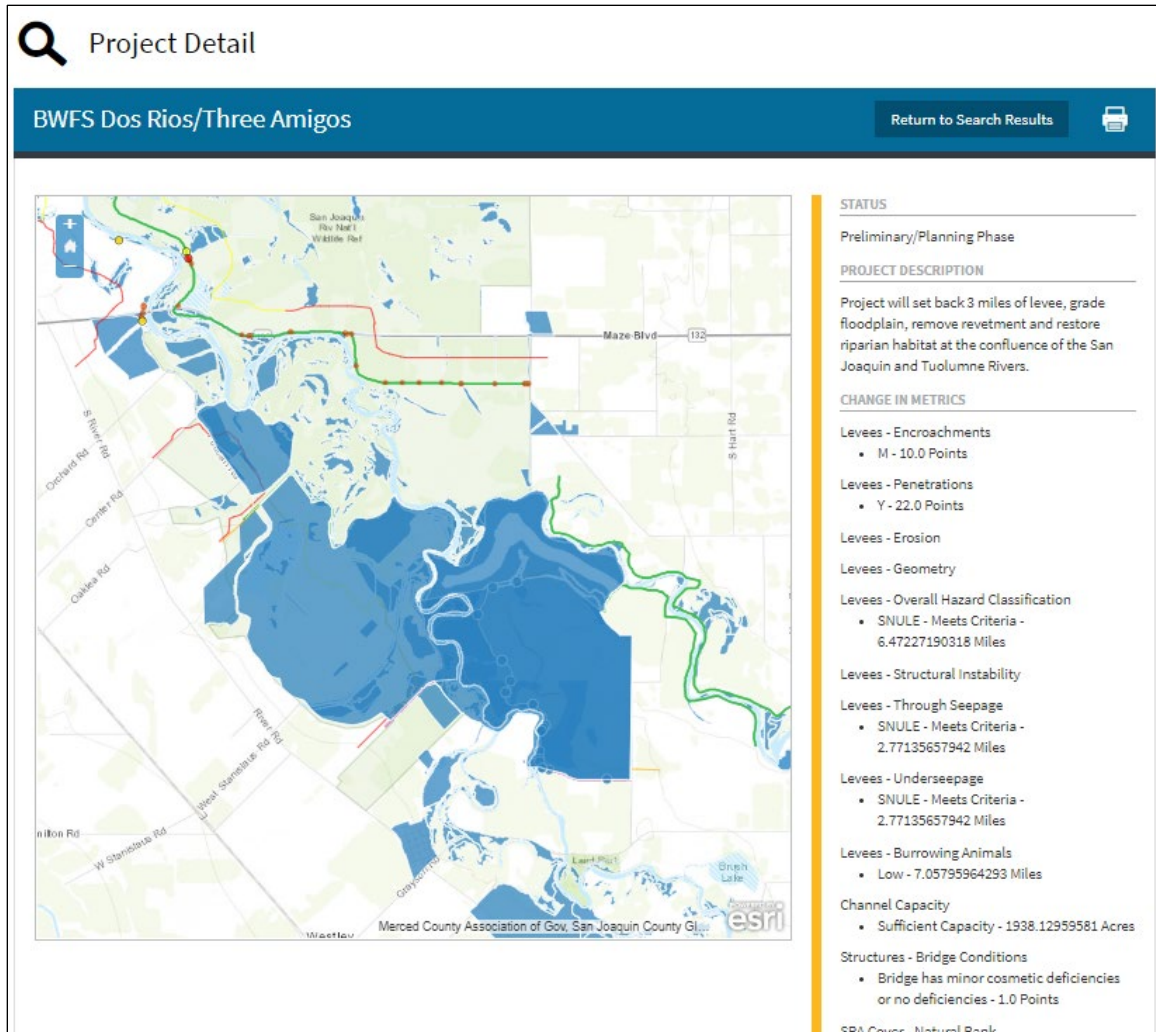 Project Detail
BWFS Dos Rios/Three Amigos
Return to Search Results
San Joaquin
Riv Nat'l
Wildlife Ref
Maze Blvd
132
S Hart Rd
S River Rd
Orchard Rd
Center Rd
Oaklea Rd
River Rd
West Stanislaus Rd
W Stanislaus Rd
Grayson Rd
Brush
Lake
Westley
Merced County Association of Gov, San Joaquin County GI...
POWERED BY
esri
STATUS
Preliminary/Planning Phase
PROJECT DESCRIPTION
Project will set back 3 miles of levee, grade
floodplain, remove revetment and restore
riparian habitat at the confluence of the San
Joaquin and Tuolumne Rivers.
CHANGE IN METRICS
Levees - Encroachments
• M - 10.0 Points
Levees - Penetrations
• Y - 22.0 Points
Levees - Erosion
Levees - Geometry
Levees - Overall Hazard Classification
• SNULE - Meets Criteria -
6.47227190318 Miles
Levees - Structural Instability
Levees - Through Seepage
• SNULE - Meets Criteria -
2.77135657942 Miles
Levees - Underseepage
• SNULE - Meets Criteria -
2.77135657942 Miles
Levees - Burrowing Animals
• Low - 7.05795964293 Miles
Channel Capacity
• Sufficient Capacity - 1938.12959581 Acres
Structures - Bridge Conditions
• Bridge has minor cosmetic deficiencies
or no deficiencies - 1.0 Points
SRA Cover - Natural Bank